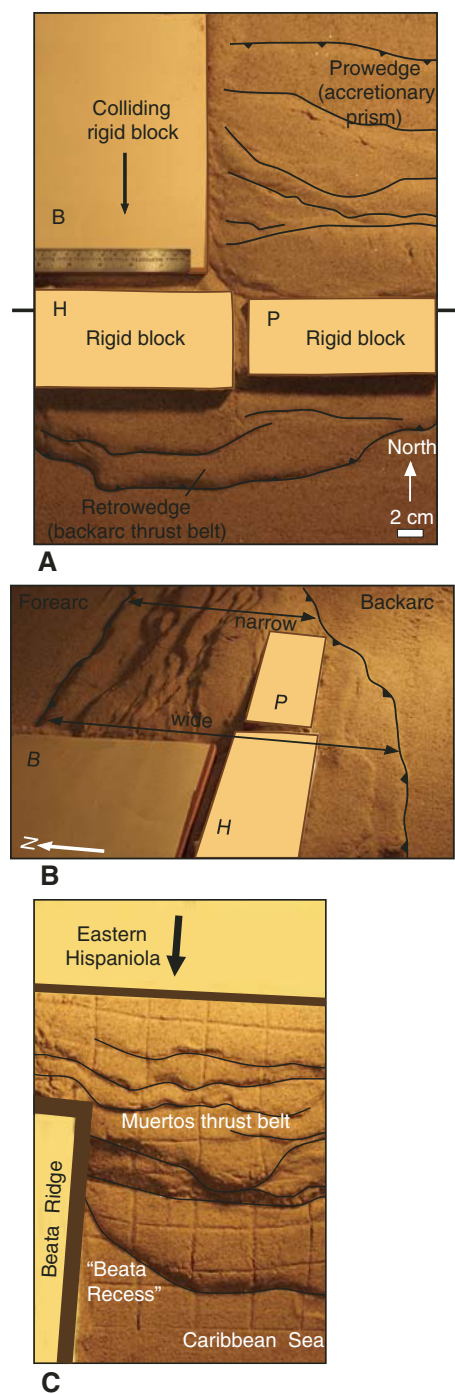 Prowedge
(accretionary
prism)
Colliding
rigid block
B
H
Rigid block
P
Rigid block
North
2 cm
Retrowedge
(backarc thrust belt)
A
Forearc
Backarc
narrow
P
wide
B
H
N
B
Eastern
Hispaniola
Muertos thrust belt
Beata Ridge
"Beata
Recess"
Caribbean Sea
C